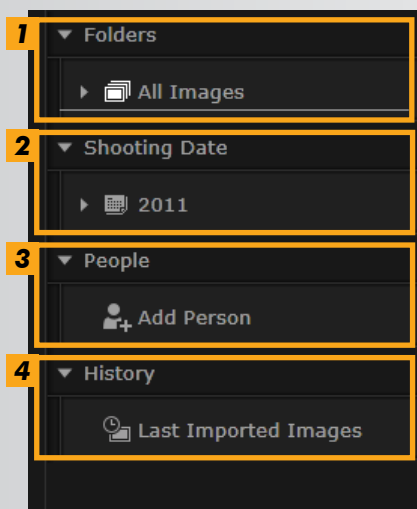 1
Folders
All Images
2
Shooting Date
2011
3
People
Add Person
4
History
Last Imported Images